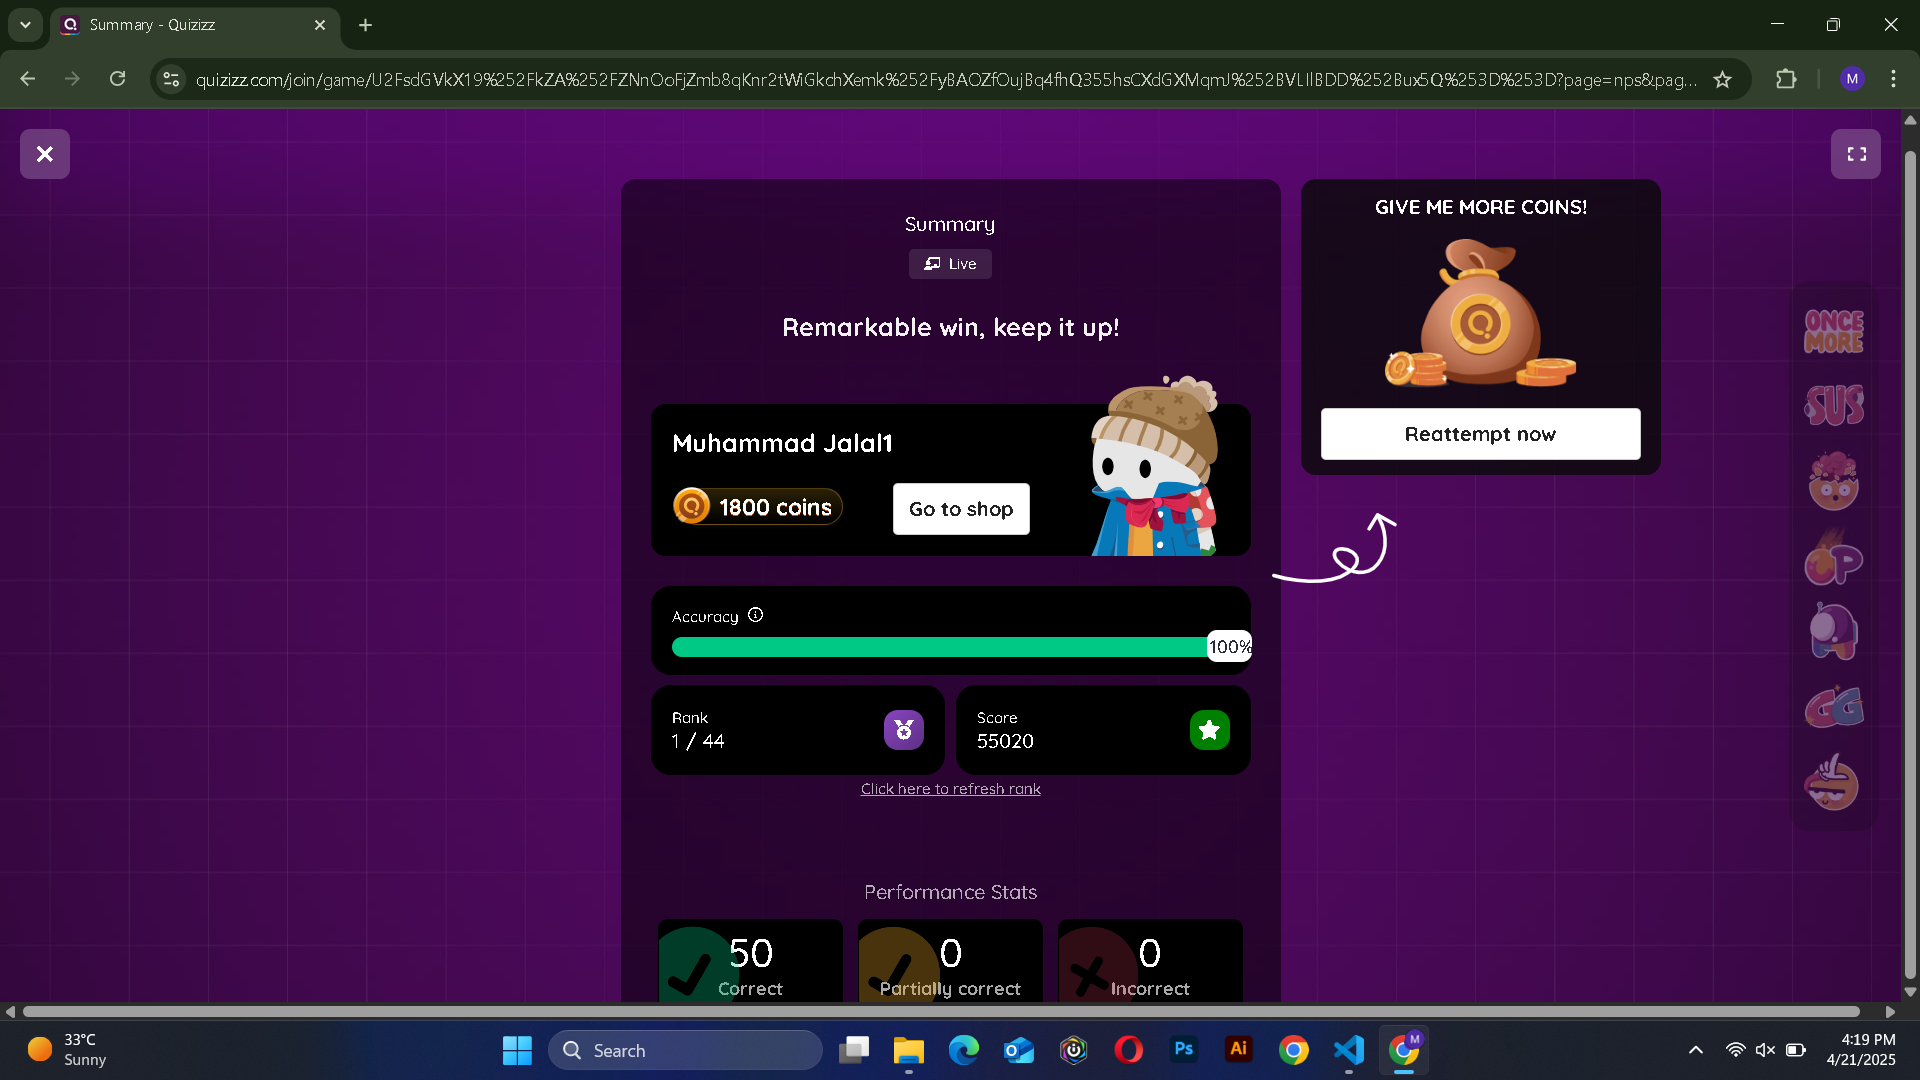 Summary - Quizizz
quizizz.com/join/game/U2FsdGVkX19%252FkZA%252FZNnOoFjZmb8qKnr2tWiGkchXemk%252FyBAOZfOujBq4fhQ355hsCXdGXMqmJ%252BVLIlBDD%252Bux5Q%253D%253D?page=nps&pag...
M
GIVE ME MORE COINS!
Reattempt now
Summary
Live
Remarkable win, keep it up!
Muhammad Jalal1
1800 coins
Go to shop
Accuracy
100%
Rank
1 / 44
Score
55020
Click here to refresh rank
Performance Stats
50
Correct
0
Partially correct
0
Incorrect
ONCE
MORE
SUS
OP
GG
33°C
Sunny
Search
Ps
Ai
M
4:19 PM
4/21/2025